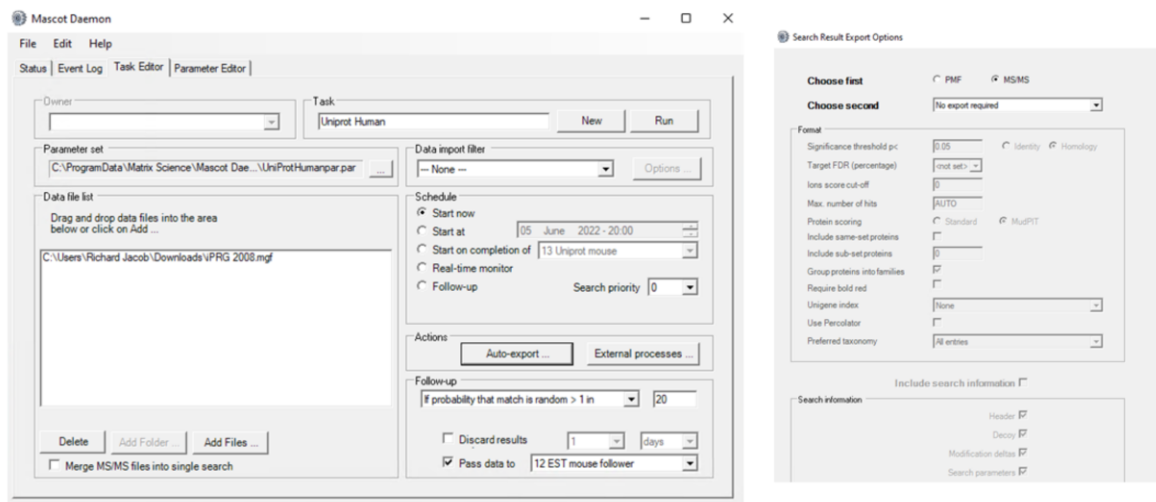 Mascot Daemon
File Edit Help
Status Event Log Task Editor Parameter Editor
Owner
Task
Uniprot Human
New
Run
Parameter set
C:\ProgramData\Matrix Science\Mascot Dae...\UniProtHumanpar.par
...
Data import filter
--- None ---
Options ...
Data file list
Drag and drop data files into the area
below or click on Add ...
C:\Users\Richard Jacob\Downloads\iPRG 2008.mgf
Delete
Add Folder ...
Add Files ...
Merge MS/MS files into single search
Schedule
Start now
Start at
05 June 2022 - 20:00
Start on completion of
13 Uniprot mouse
Real-time monitor
Follow-up
Search priority
0
Actions
Auto-export ...
External processes ...
Follow-up
If probability that match is random > 1 in
20
Discard results
1
days
Pass data to
12 EST mouse follower
Search Result Export Options
Choose first
PMF
MS/MS
Choose second
No export required
Format
Significance threshold p<
0.05
Identity
Homology
Target FDR (percentage)
<not set>
Ions score cut-off
0
Max. number of hits
AUTO
Protein scoring
Standard
MudPIT
Include same-set proteins
Include sub-set proteins
0
Group proteins into families
Require bold red
Unigene index
None
Use Percolator
Preferred taxonomy
All entries
Include search information
Search information
Header
Decoy
Modification deltas
Search parameters